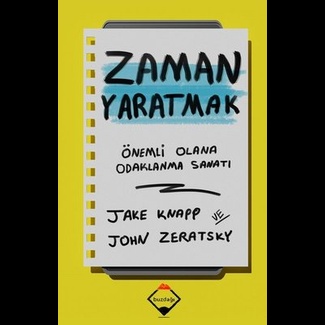 ZAMAN
YARATMAK
ÖNEMLİ OLANA
ODAKLANMA SANATI
JAKE KNAPP
VE
JOHN ZERATSKY
buzdağı